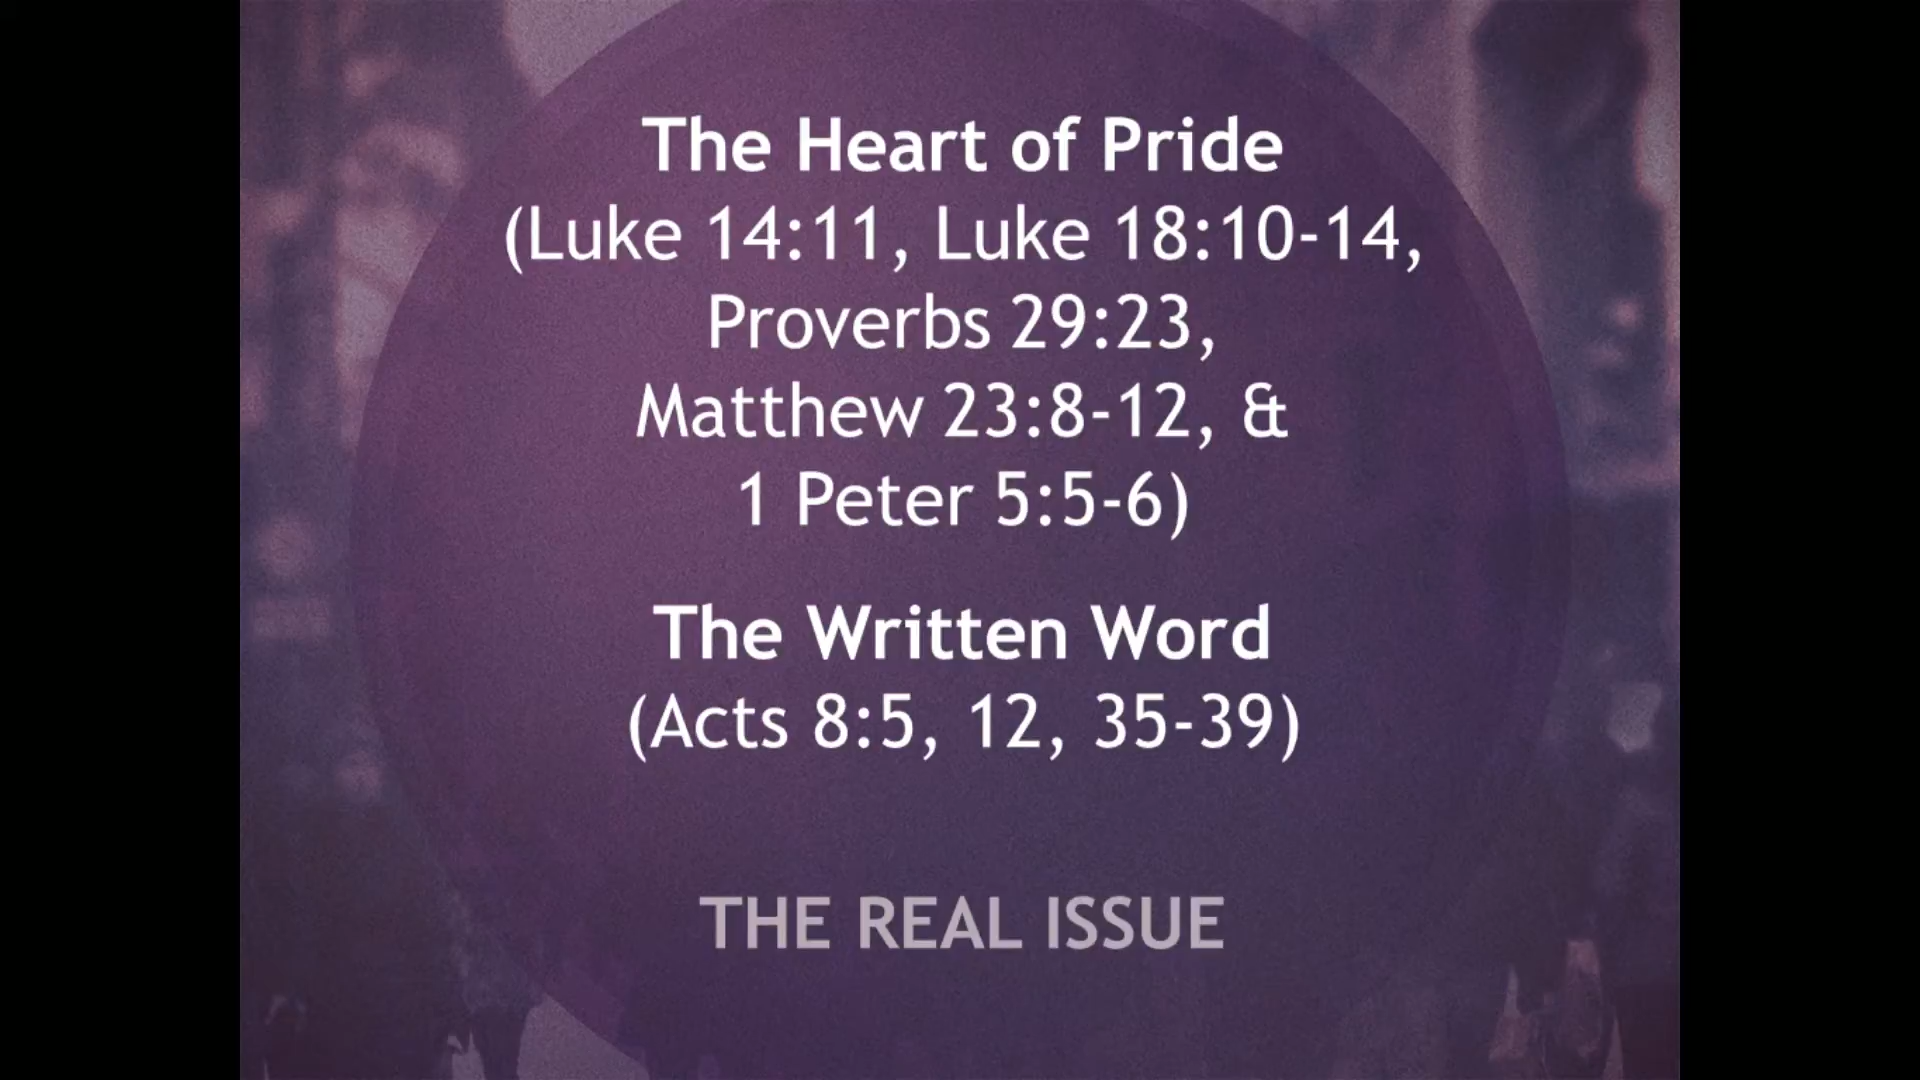 The Heart of Pride
(Luke 14:11, Luke 18:10-14,
Proverbs 29:23,
Matthew 23:8-12, &
1 Peter 5:5-6)
The Written Word
(Acts 8:5, 12, 35-39)
THE REAL ISSUE